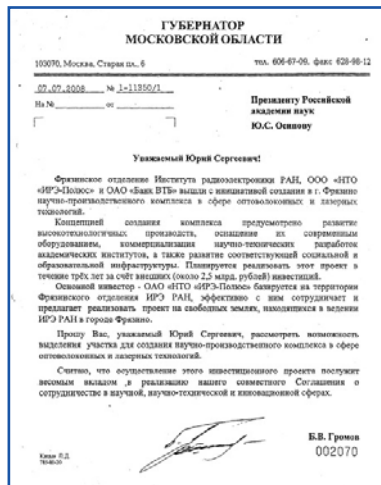 ГУБЕРНАТОР
МОСКОВСКОЙ ОБЛАСТИ
103070, Москва, Старая пл., 6
тел. 606-67-09, факс 628-98-12
07.07.2008 № 1-11350/1
На № от
Президенту Российской
академии наук
Ю.С. Осипову
Уважаемый Юрий Сергеевич!
Фрязинское отделение Института радиоэлектроники РАН, ООО «НТО
«ИРЭ-Полюс» и ОАО «Банк ВТБ» вышли с инициативой создания в г. Фрязино
научно-производственного комплекса в сфере оптоволоконных и лазерных
технологий.
Концепцией создания комплекса предусмотрено развитие
высокотехнологичных производств, оснащение их современным
оборудованием, коммерциализация научно-технических разработок
академических институтов, а также развитие соответствующей социальной и
образовательной инфраструктуры. Планируется реализовать этот проект в
течение трёх лет за счёт внешних (около 2,5 млрд. рублей) инвестиций.
Основной инвестор - ОАО «НТО «ИРЭ-Полюс» базируется на территории
Фрязинского отделения ИРЭ РАН, эффективно с ним сотрудничает и
предлагает реализовать проект на свободных землях, находящихся в ведении
ИРЭ РАН в городе Фрязино.
Прошу Вас, уважаемый Юрий Сергеевич, рассмотреть возможность
выделения участка для создания научно-производственного комплекса в сфере
оптоволоконных и лазерных технологий.
Считаю, что осуществление этого инвестиционного проекта послужит
весомым вкладом в реализацию нашего совместного Соглашения о
сотрудничестве в научной, научно-технической и инновационной сферах.
Б.В. Громов
002070